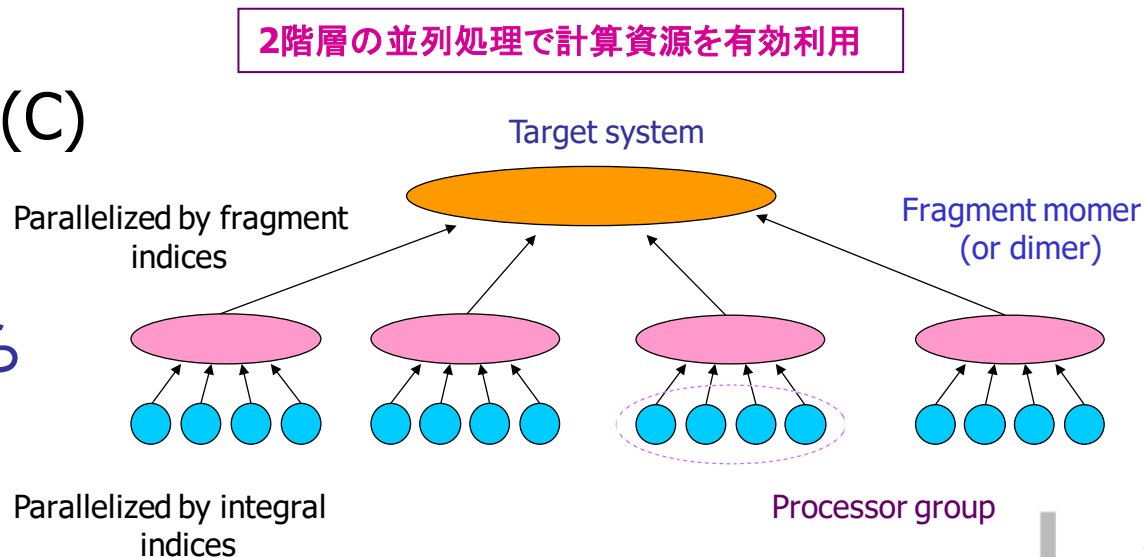 2階層の並列処理で計算資源を有効利用
(C)
Target system
Parallelized by fragment
indices
Fragment momer
(or dimer)
る
Parallelized by integral
indices
Processor group